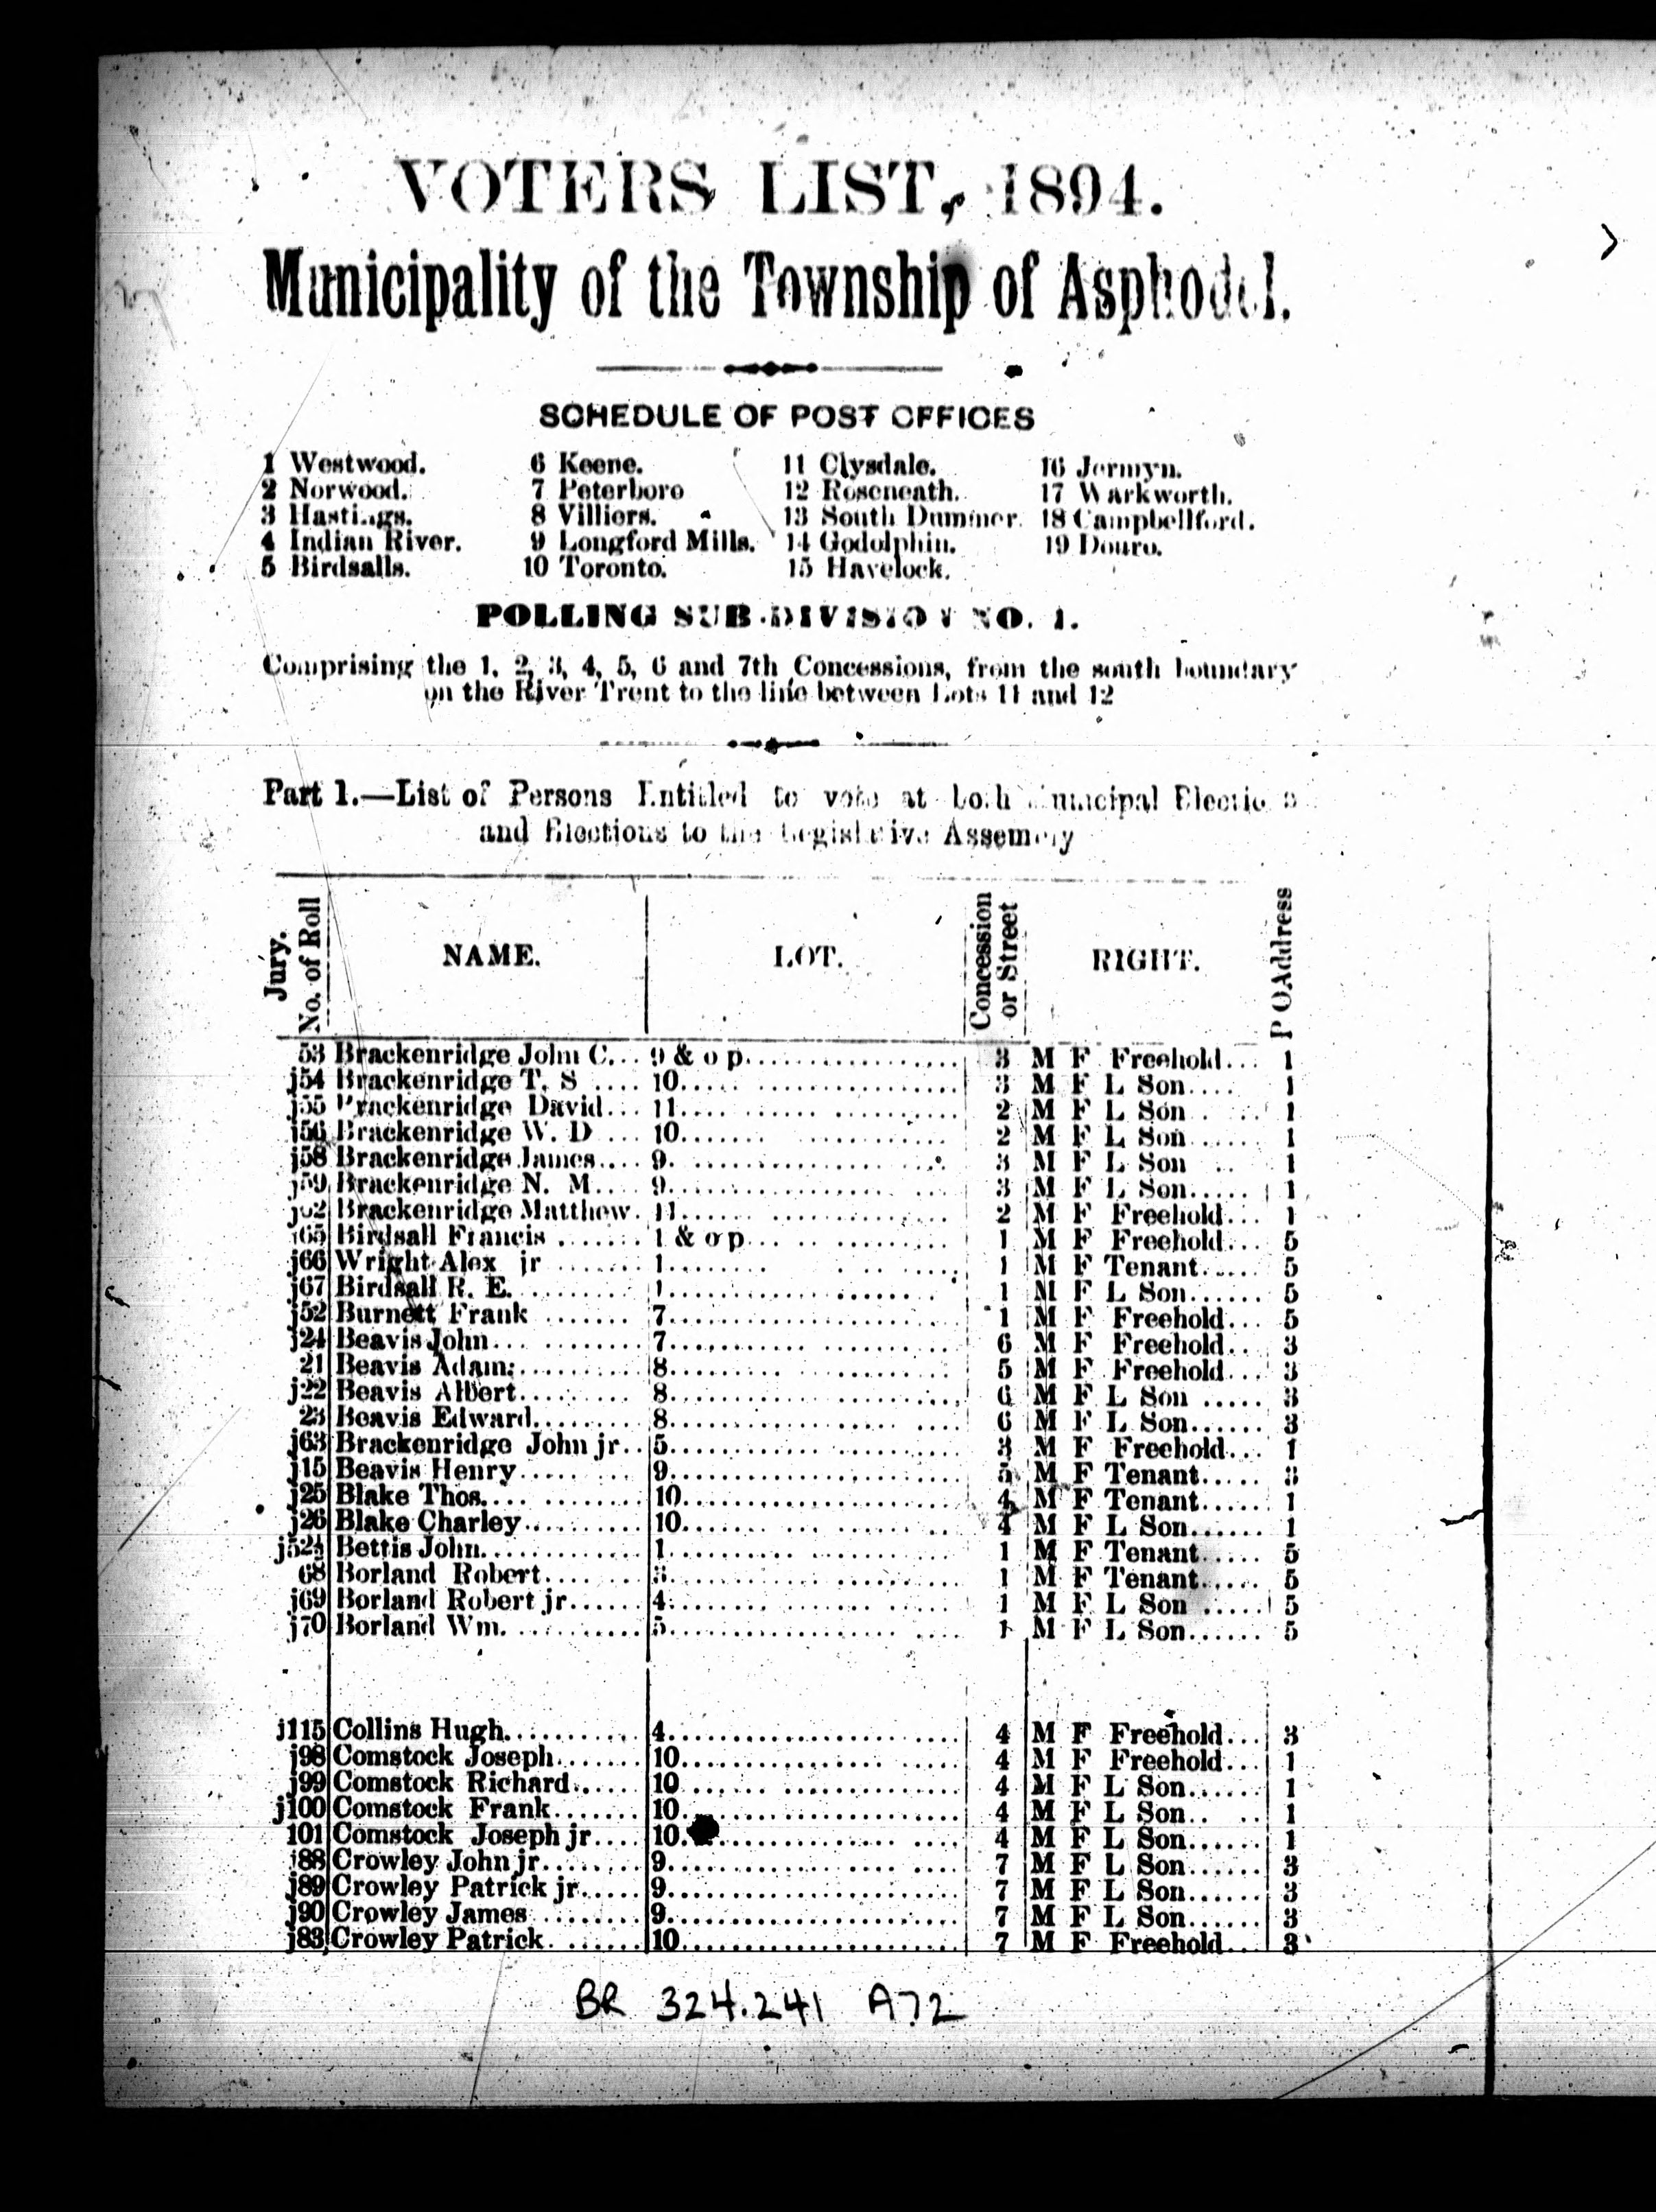 VOTERS LIST, 1894.
Municipality of the Township of Asphodel.
SCHEDULE OF POST OFFICES
1 Westwood. 6 Keene. 11 Clysdale. 16 Jermyn.
2 Norwood. 7 Peterboro 12 Roseneath. 17 Warkworth.
3 Hastings. 8 Villiers. 13 South Dummer. 18 Campbellford.
4 Indian River. 9 Longford Mills. 14 Godolphin. 19 Douro.
5 Birdsalls. 10 Toronto. 15 Havelock.
POLLING SUB-DIVISION NO. 1.
Comprising the 1, 2, 3, 4, 5, 6 and 7th Concessions, from the south boundary
on the River Trent to the line between Lots 11 and 12
Part 1.—List of Persons Entitled to vote at both Municipal Elections
and Elections to the Legislative Assembly
Jury. No. of Roll NAME. LOT. Concession or Street RIGHT. P O Address
53 Brackenridge John C... 9 & o p 3 M F Freehold... 1
j54 Brackenridge T. S .... 10 3 M F L Son.... 1
j55 Brackenridge David... 11 2 M F L Son 1
j56 Brackenridge W. D .... 10 2 M F L Son 1
j58 Brackenridge James.... 9 3 M F L Son 1
j59 Brackenridge N. M.... 9 3 M F L Son..... 1
j62 Brackenridge Matthew. 11 2 M F Freehold... 1
j65 Birdsall Francis ....... 1 & o p 1 M F Freehold... 5
j66 Wright Alex jr ....... 1 1 M F Tenant..... 5
j67 Birdsall R. E. 1 1 M F L Son...... 5
j52 Burnett Frank ....... 7 1 M F Freehold... 5
j24 Beavis John.... 7 6 M F Freehold.. 3
21 Beavis Adam 8 5 M F Freehold... 3
j22 Beavis Albert 8 6 M F L Son ..... 3
23 Beavis Edward 8 6 M F L Son...... 3
j63 Brackenridge John jr.. 5 3 M F Freehold... 1
j15 Beavis Henry 9 5 M F Tenant..... 3
j25 Blake Thos. 10 4 M F Tenant...... 1
j26 Blake Charley 10 4 M F L Son...... 1
j52½ Bettis John 1 1 M F Tenant..... 5
68 Borland Robert 3 1 M F Tenant..... 5
j69 Borland Robert jr...... 4 1 M F L Son ..... 5
j70 Borland Wm. 5 1 M F L Son...... 5
j115 Collins Hugh 4 4 M F Freehold... 3
j98 Comstock Joseph 10 4 M F Freehold... 1
j99 Comstock Richard 10 4 M F L Son...... 1
j100 Comstock Frank 10 4 M F L Son.. 1
101 Comstock Joseph jr.... 10 4 M F L Son...... 1
j88 Crowley John jr 9 7 M F L Son...... 3
j89 Crowley Patrick jr..... 9 7 M F L Son...... 3
j90 Crowley James 9 7 M F L Son...... 3
j83 Crowley Patrick 10 7 M F Freehold... 3
BR 324.241 A72